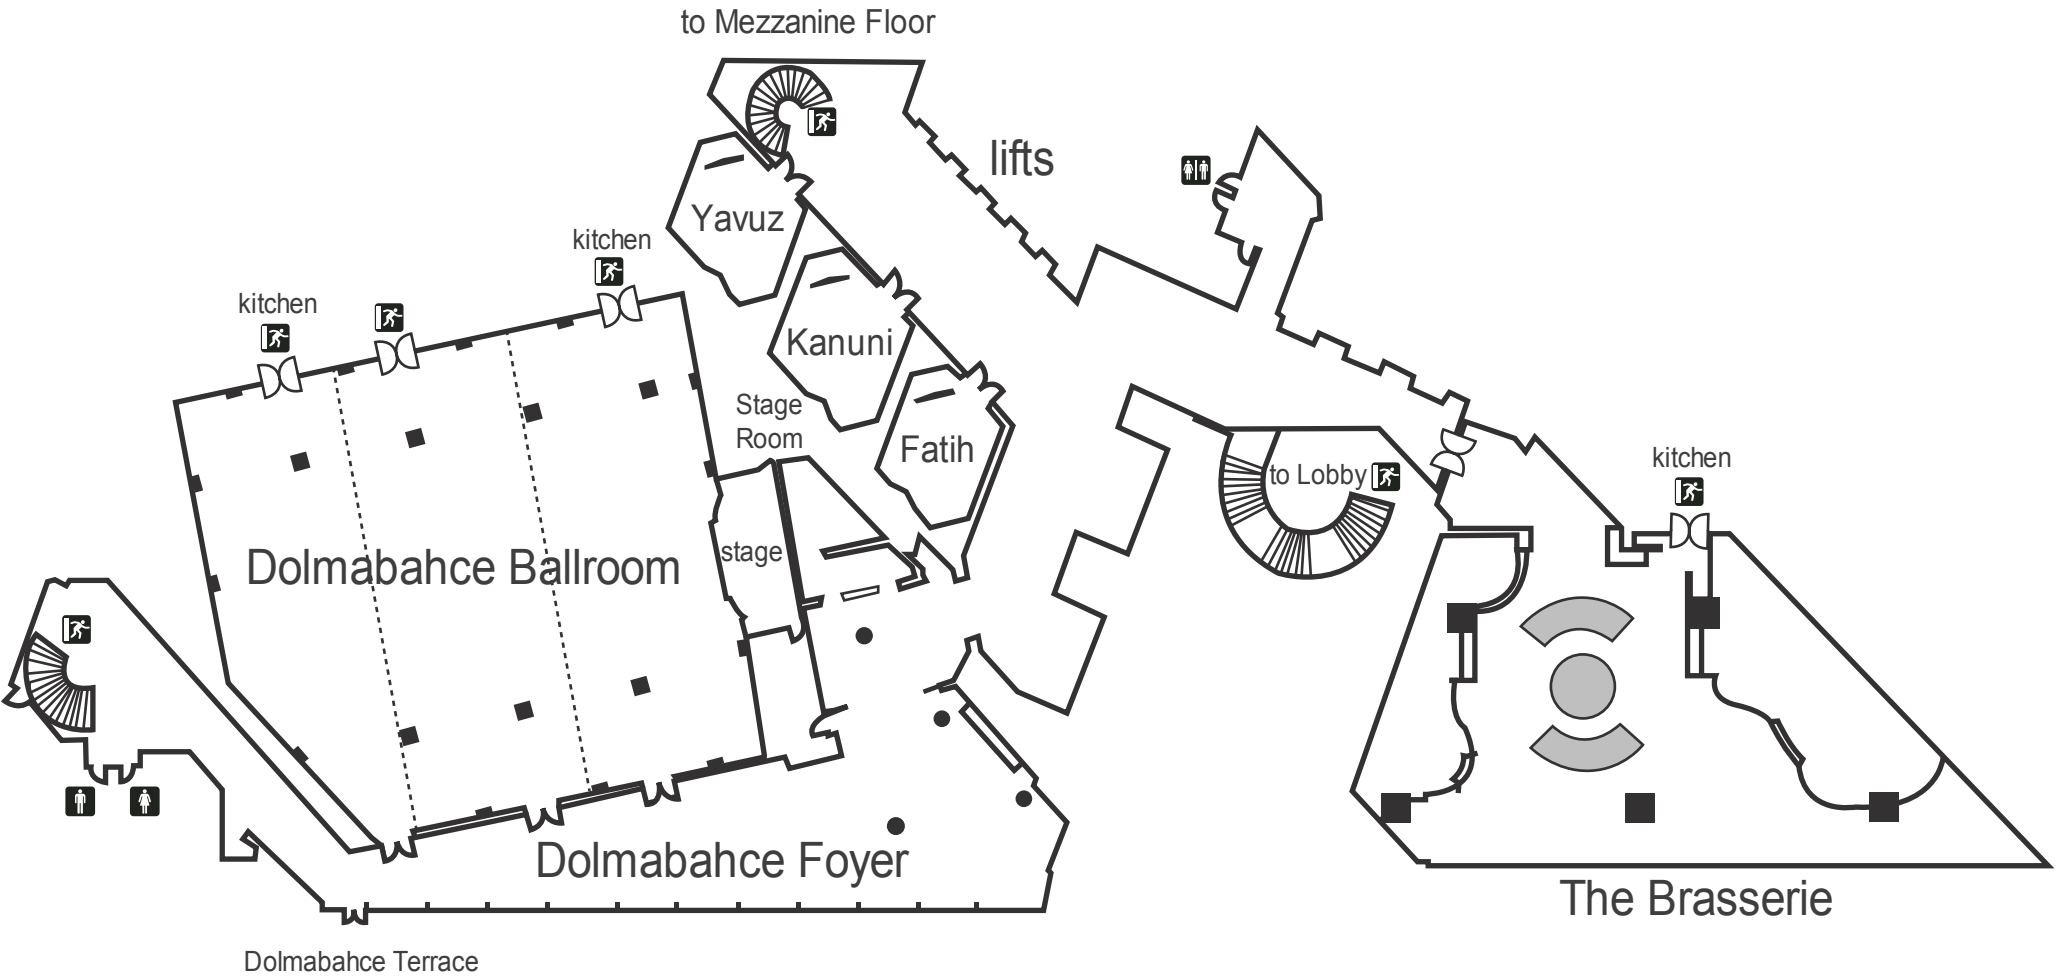 to Mezzanine Floor
lifts
Yavuz
kitchen
kitchen
Kanuni
Stage
Room
Fatih
kitchen
to Lobby
stage
Dolmabahce Ballroom
Dolmabahce Foyer
The Brasserie
Dolmabahce Terrace